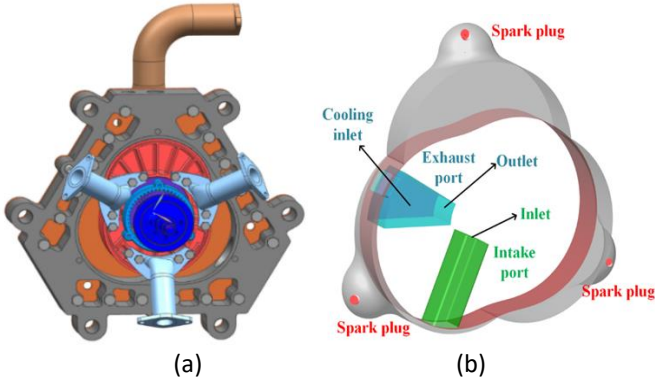 Spark plug
Cooling
inlet
Exhaust
port
Outlet
Inlet
Intake
port
Spark plug
Spark plug
(a)
(b)